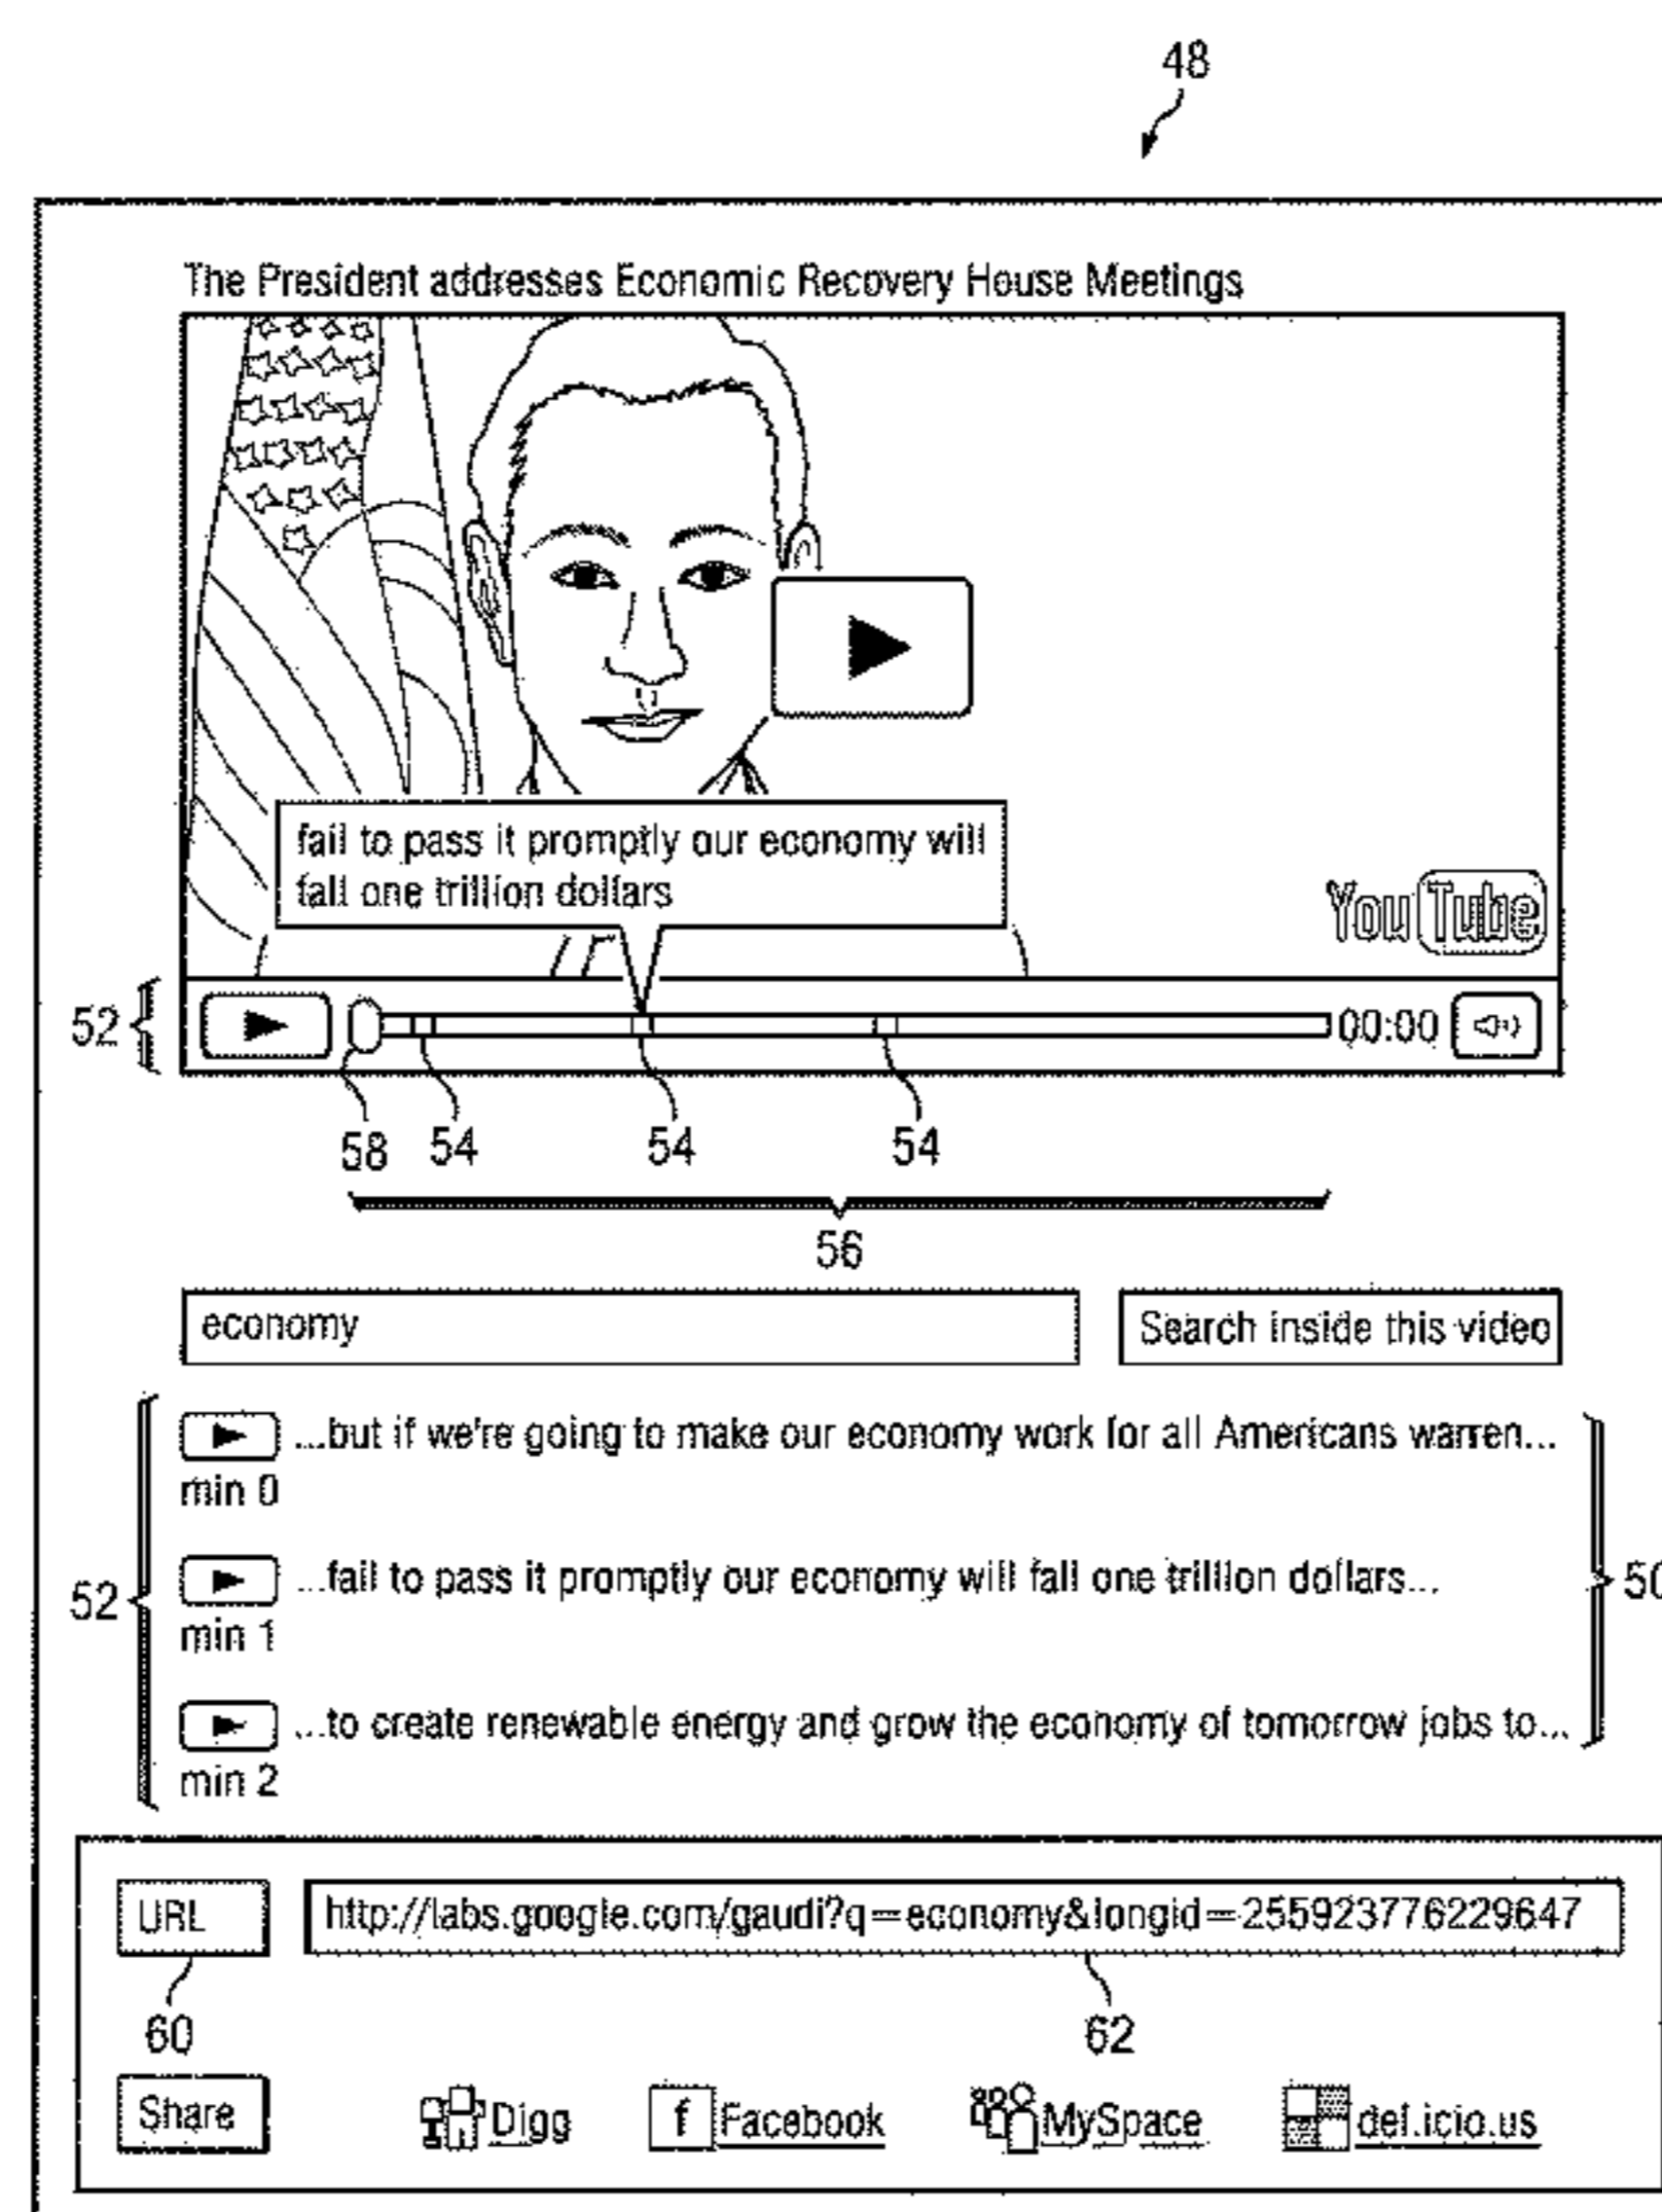 48
The President addresses Economic Recovery House Meetings
fail to pass it promptly our economy will
fall one trillion dollars
YouTube
52
00:00
58 54 54 54
56
economy
Search inside this video
...but if we're going to make our economy work for all Americans warren...
min 0
52
...fail to pass it promptly our economy will fall one trillion dollars...
50
min 1
...to create renewable energy and grow the economy of tomorrow jobs to...
min 2
URL http://labs.google.com/gaudi?q=economy&longid=255923776229647
60 62
Share Digg f Facebook MySpace del.icio.us